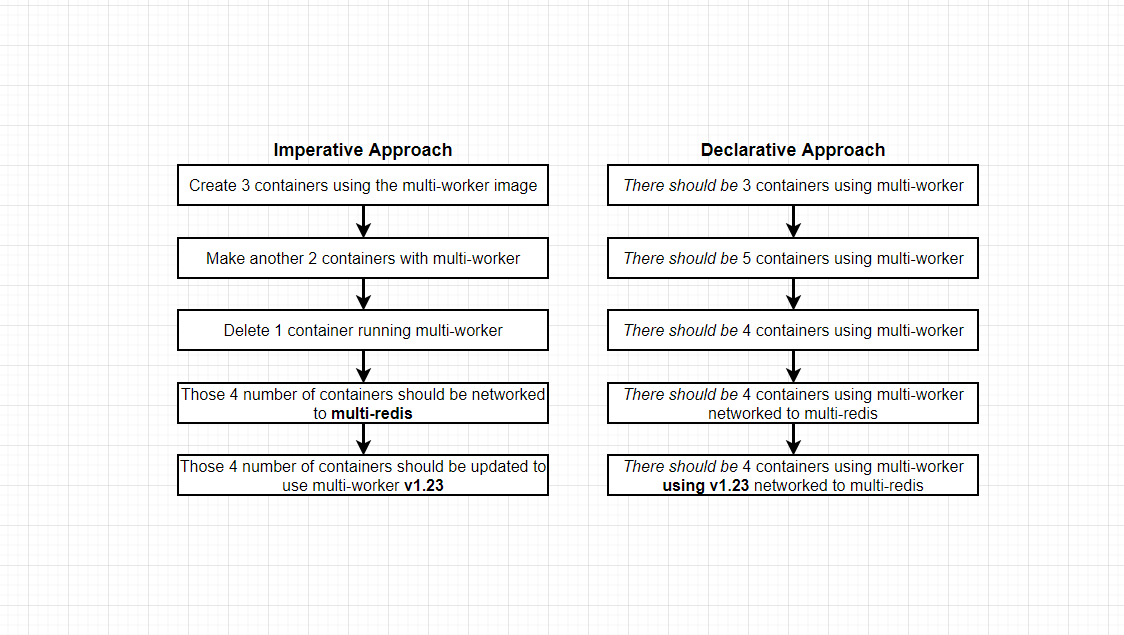 Imperative Approach
Create 3 containers using the multi-worker image
Make another 2 containers with multi-worker
Delete 1 container running multi-worker
Those 4 number of containers should be networked
to multi-redis
Those 4 number of containers should be updated to
use multi-worker v1.23
Declarative Approach
There should be 3 containers using multi-worker
There should be 5 containers using multi-worker
There should be 4 containers using multi-worker
There should be 4 containers using multi-worker
networked to multi-redis
There should be 4 containers using multi-worker
using v1.23 networked to multi-redis